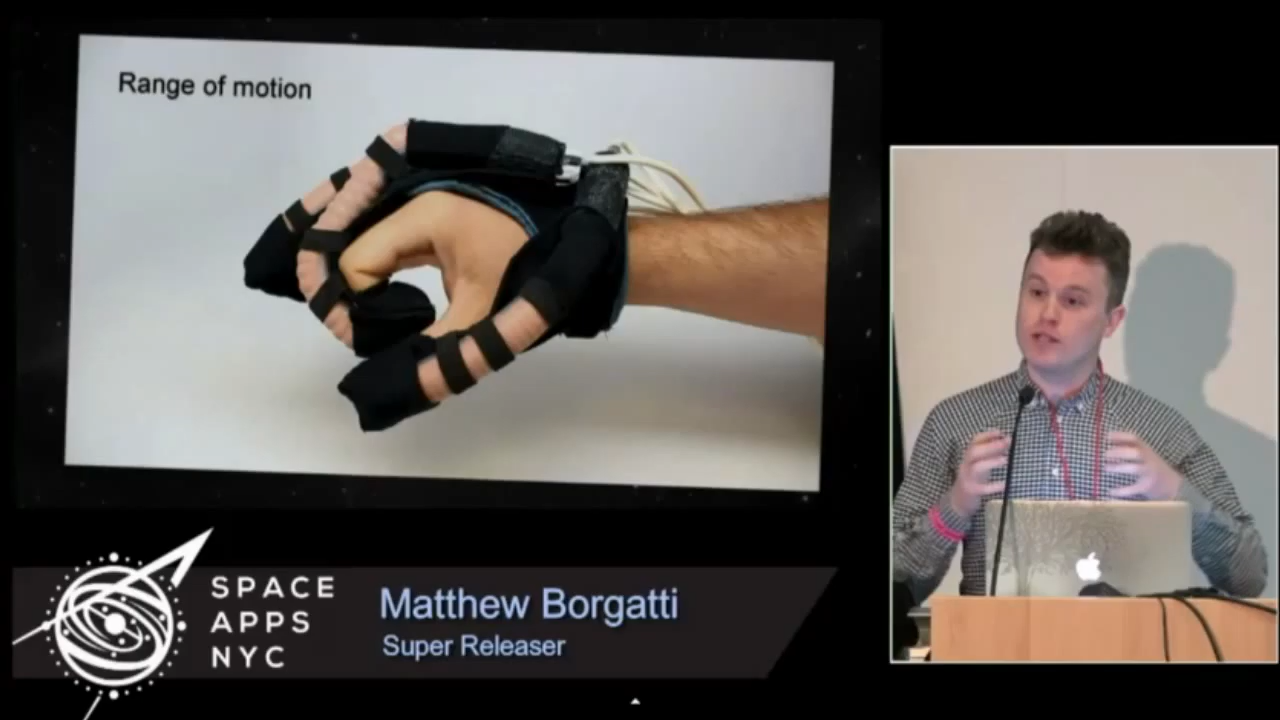 Range of motion
SPACE
APPS
NYC
Matthew Borgatti
Super Releaser